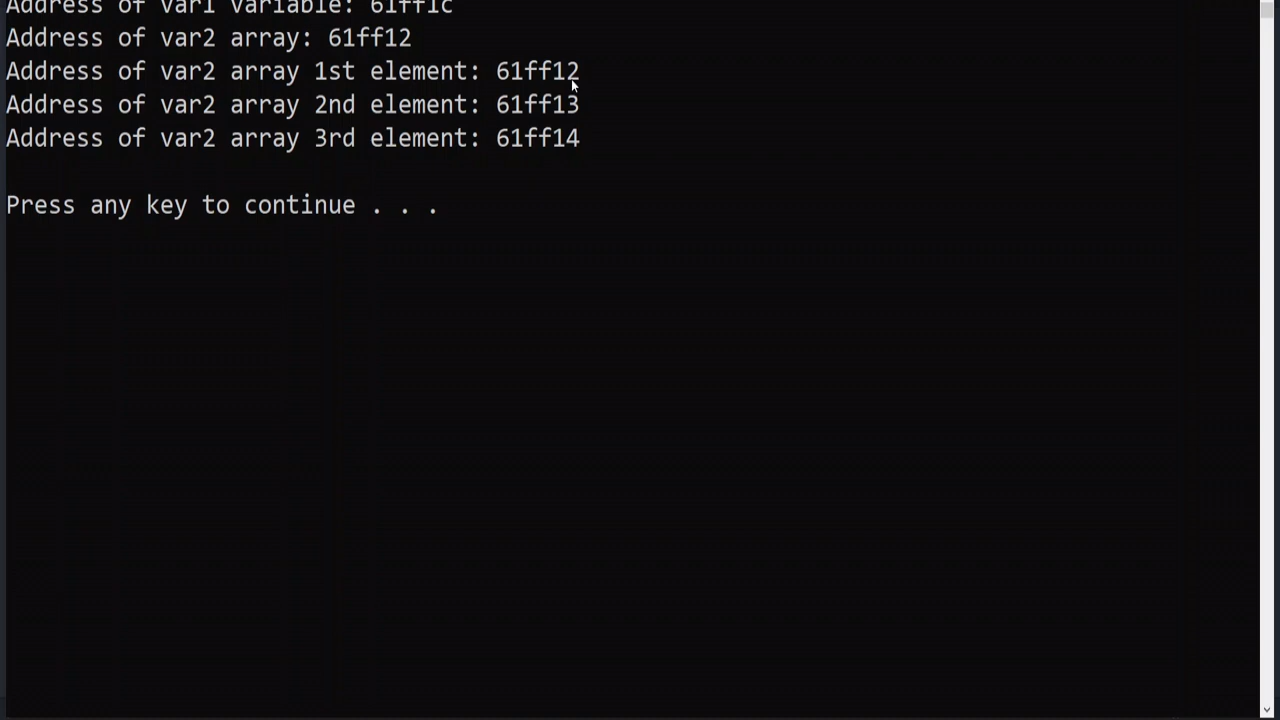 Address of var1 variable: 61ff1c
Address of var2 array: 61ff12
Address of var2 array 1st element: 61ff12
Address of var2 array 2nd element: 61ff13
Address of var2 array 3rd element: 61ff14
Press any key to continue . . .